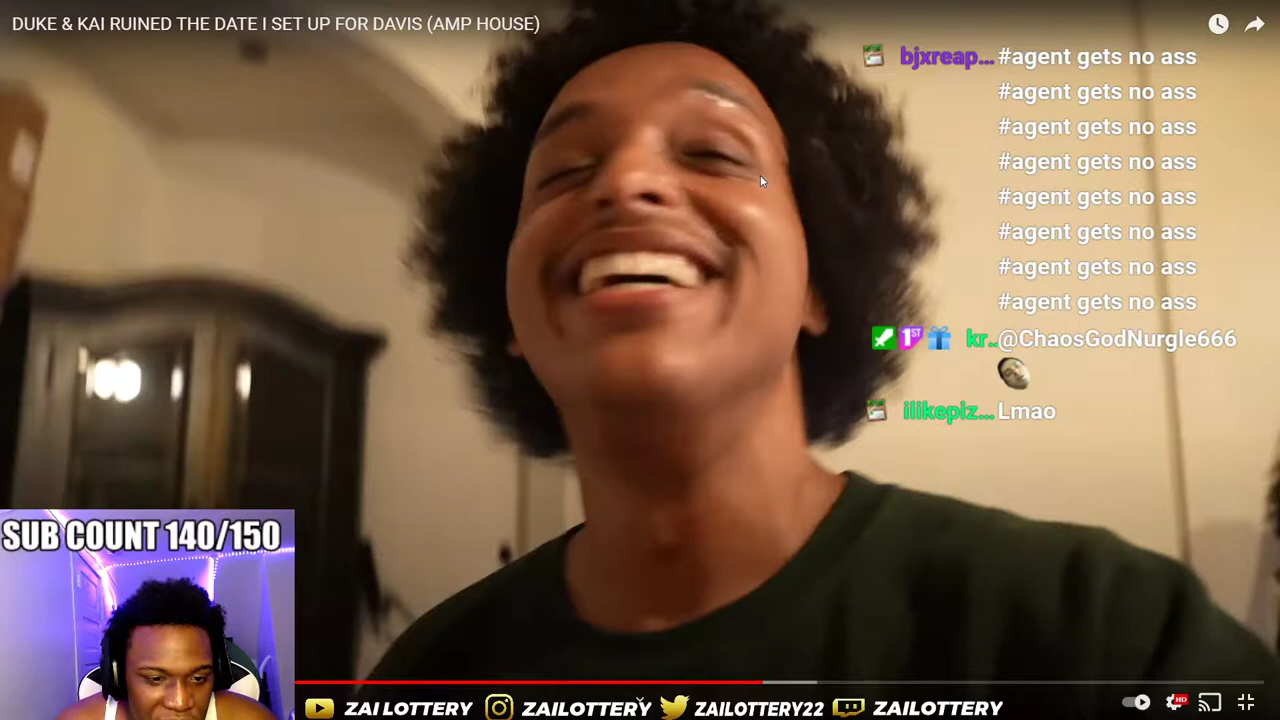 DUKE & KAI RUINED THE DATE I SET UP FOR DAVIS (AMP HOUSE)
bjxreap... #agent gets no ass
#agent gets no ass
#agent gets no ass
#agent gets no ass
#agent gets no ass
#agent gets no ass
#agent gets no ass
#agent gets no ass
1ST kr.. @ChaosGodNurgle666
ilikepiz... Lmao
SUB COUNT 140/150
HD
ZAI LOTTERY ZAILOTTERY ZAILOTTERY22 ZAILOTTERY